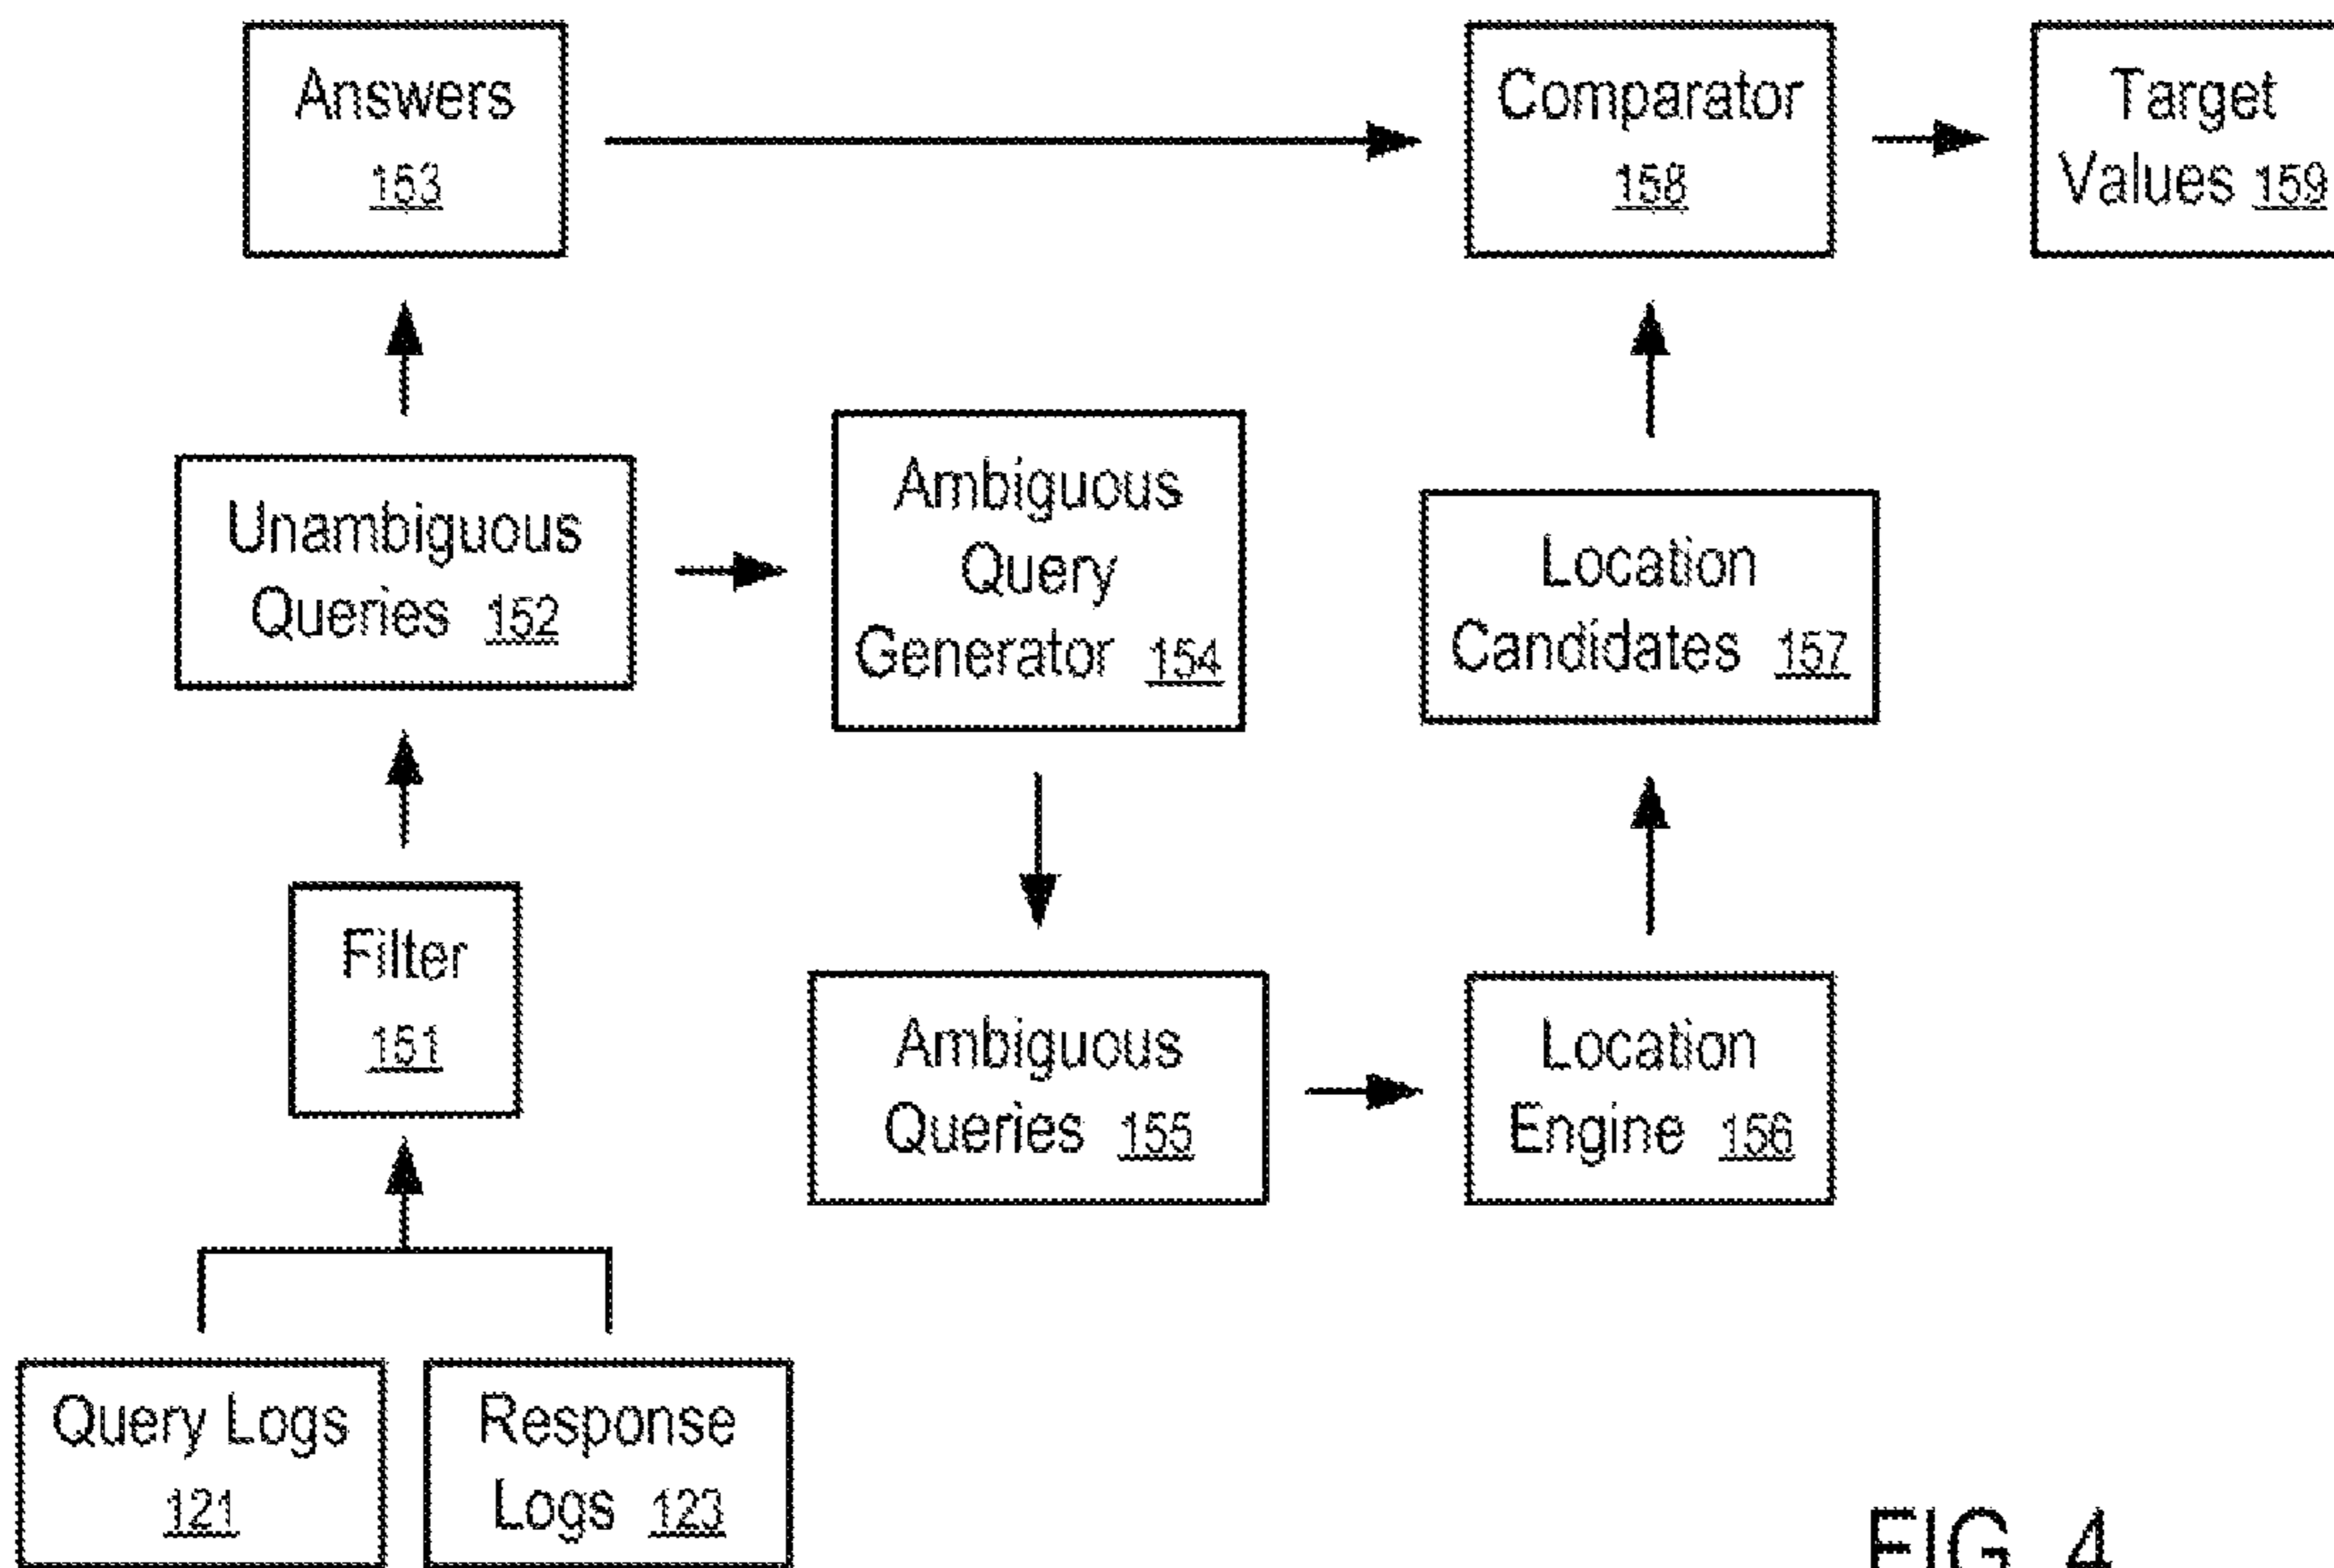 Answers
153
Comparator
158
Target
Values 159
Unambiguous
Queries 152
Ambiguous
Query
Generator 154
Location
Candidates 157
Filter
151
Ambiguous
Queries 155
Location
Engine 156
Query Logs
121
Response
Logs 123
FIG. 4